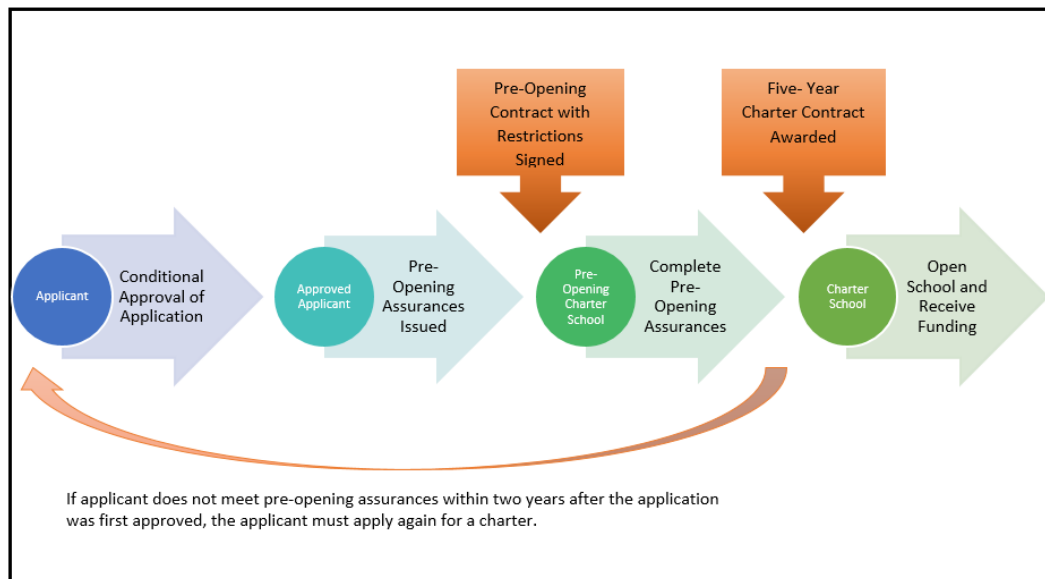 Pre-Opening
Contract with
Restrictions
Signed
Five- Year
Charter Contract
Awarded
Applicant
Conditional
Approval of
Application
Approved
Applicant
Pre-
Opening
Assurances
Issued
Pre-
Opening
Charter
School
Complete
Pre-
Opening
Assurances
Charter
School
Open
School and
Receive
Funding
If applicant does not meet pre-opening assurances within two years after the application
was first approved, the applicant must apply again for a charter.